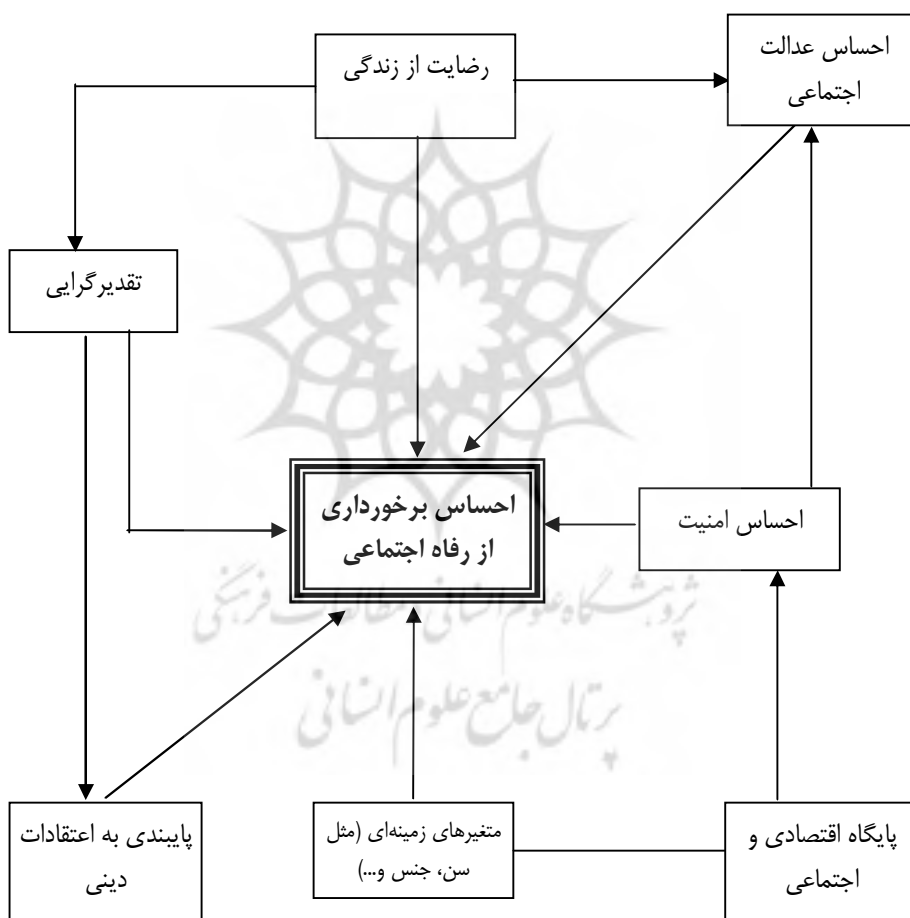 احساس عدالت
اجتماعی
رضایت از زندگی
تقدیرگرایی
احساس برخورداری
از رفاه اجتماعی
احساس امنیت
پژوهشگاه علوم انسانی و مطالعات فرهنگی
پرتال جامع علوم انسانی
پایگاه اقتصادی و
اجتماعی
متغیرهای زمینه‌ای (مثل
سن، جنس و...)
پایبندی به اعتقادات
دینی